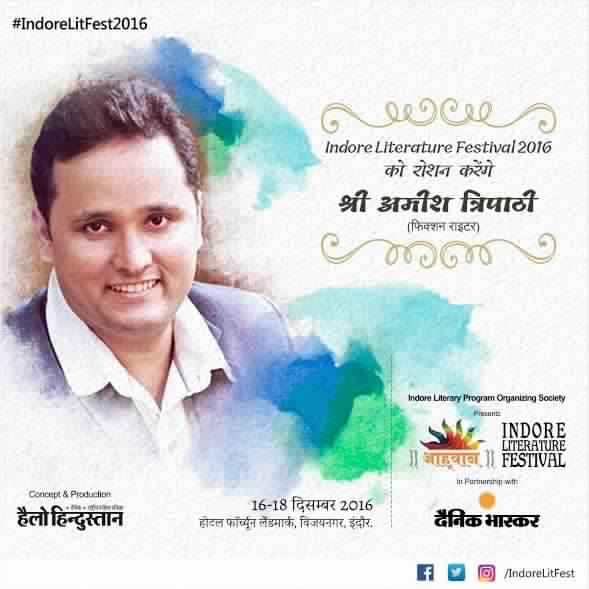 #IndoreLitFest2016
Indore Literature Festival 2016
को रोशन करेंगे
श्री अमीश त्रिपाठी
(फिक्शन राइटर)
Indore Literary Program Organizing Society
Presents
|| आह्वान ||
INDORE
LITERATURE
FESTIVAL
In Partnership with
दैनिक भास्कर
Concept & Production
हैलो हिन्दुस्तान
16-18 दिसम्बर 2016
होटल फॉर्च्यून लैंडमार्क, विजयनगर, इंदौर.
/IndoreLitFest